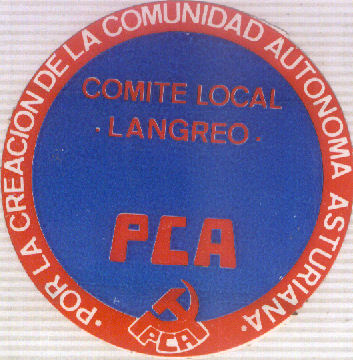 ·POR LA CREACION DE LA COMUNIDAD AUTONOMA ASTURIANA·
COMITE LOCAL
· LANGREO ·
PCA
PCA